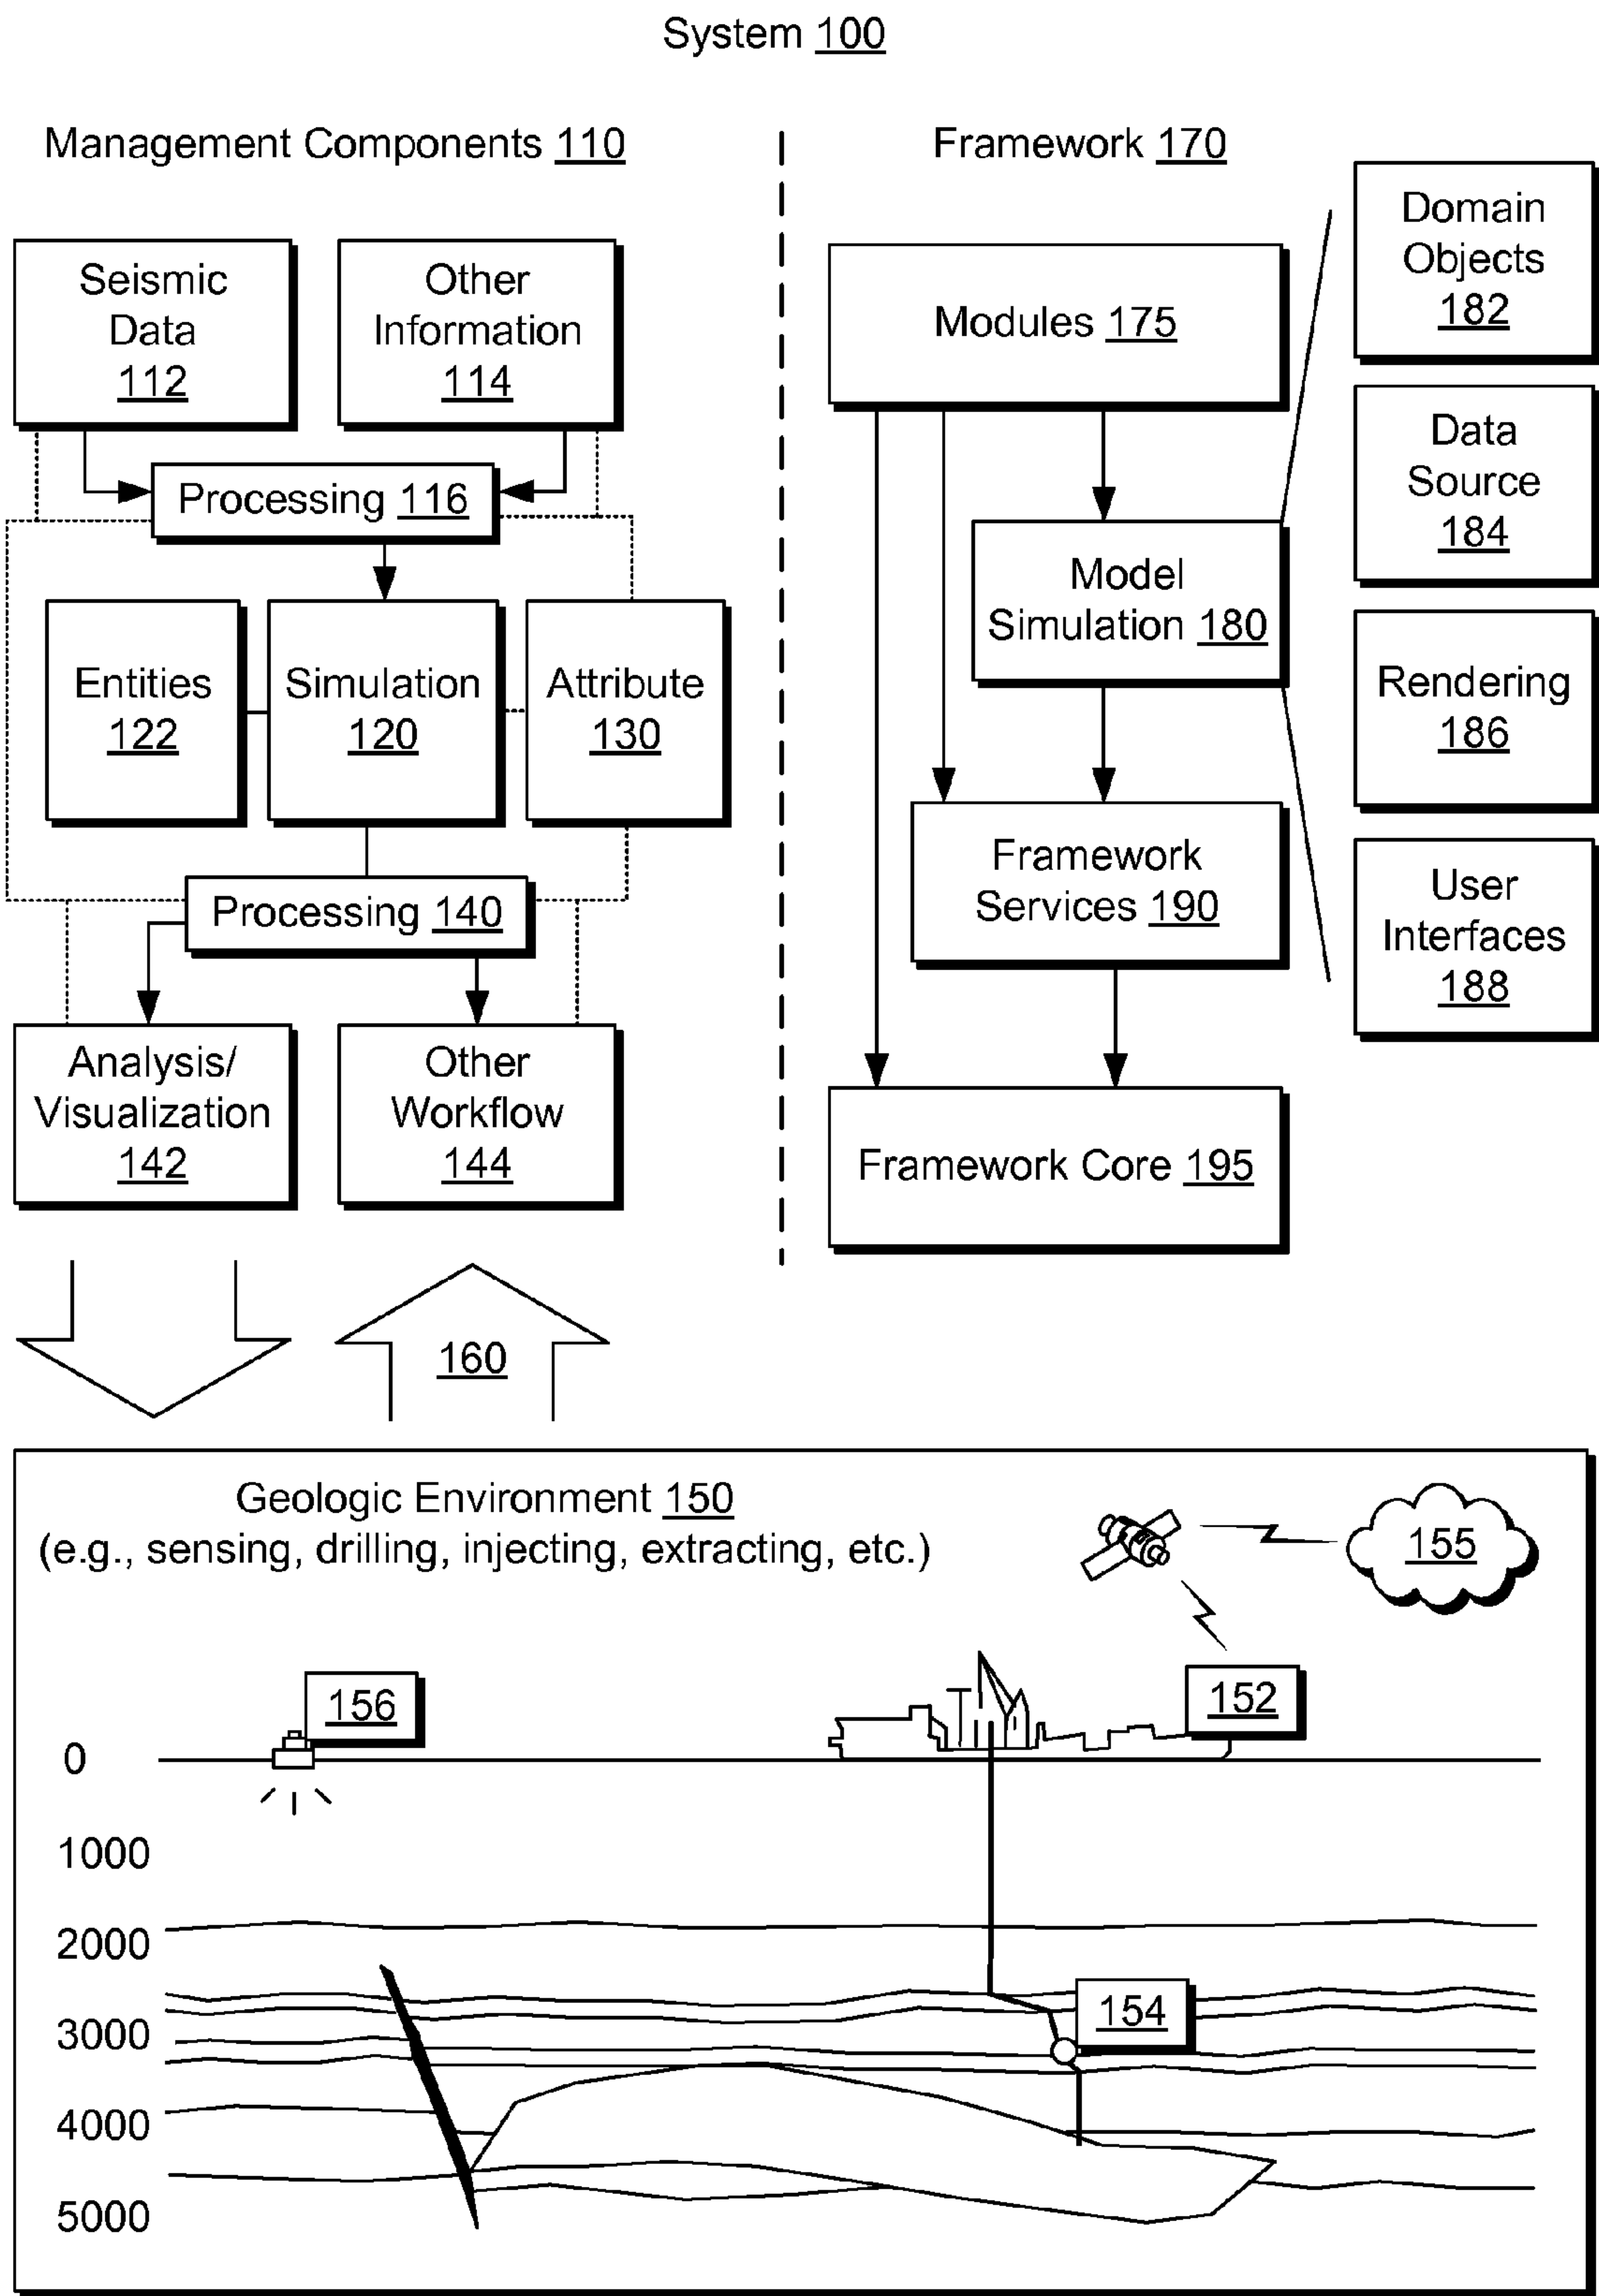 System 100
Management Components 110
Seismic
Data
112
Other
Information
114
Processing 116
Entities
122
Simulation
120
Attribute
130
Processing 140
Analysis/
Visualization
142
Other
Workflow
144
Framework 170
Modules 175
Model
Simulation 180
Framework
Services 190
Framework Core 195
Domain
Objects
182
Data
Source
184
Rendering
186
User
Interfaces
188
160
Geologic Environment 150
(e.g., sensing, drilling, injecting, extracting, etc.)
155
156
152
0
1000
2000
154
3000
4000
5000